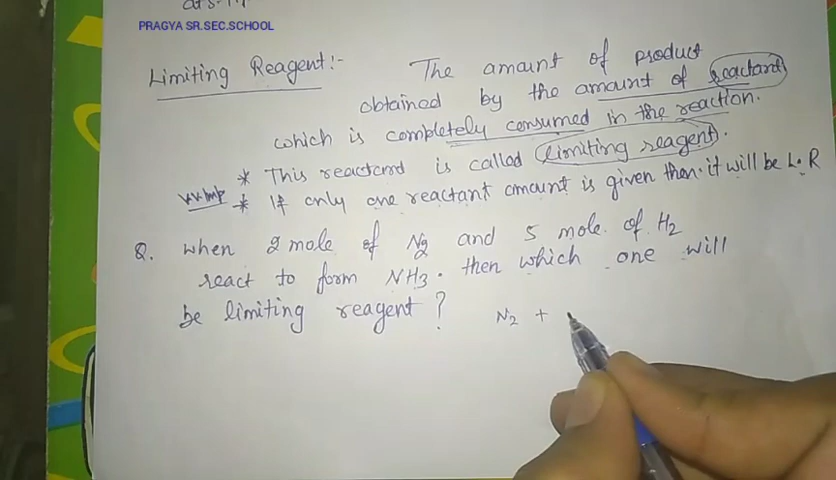 PRAGYA SR.SEC.SCHOOL
Limiting Reagent:- The amount of product
obtained by the amount of reactant
which is completely consumed in the reaction.
* This reactant is called limiting reagent.
vv.Imp * If only one reactant amount is given then it will be L.R
Q. when 2 mole of N2 and 5 mole of H2
react to form NH3. then which one will
be limiting reagent?
N2 +